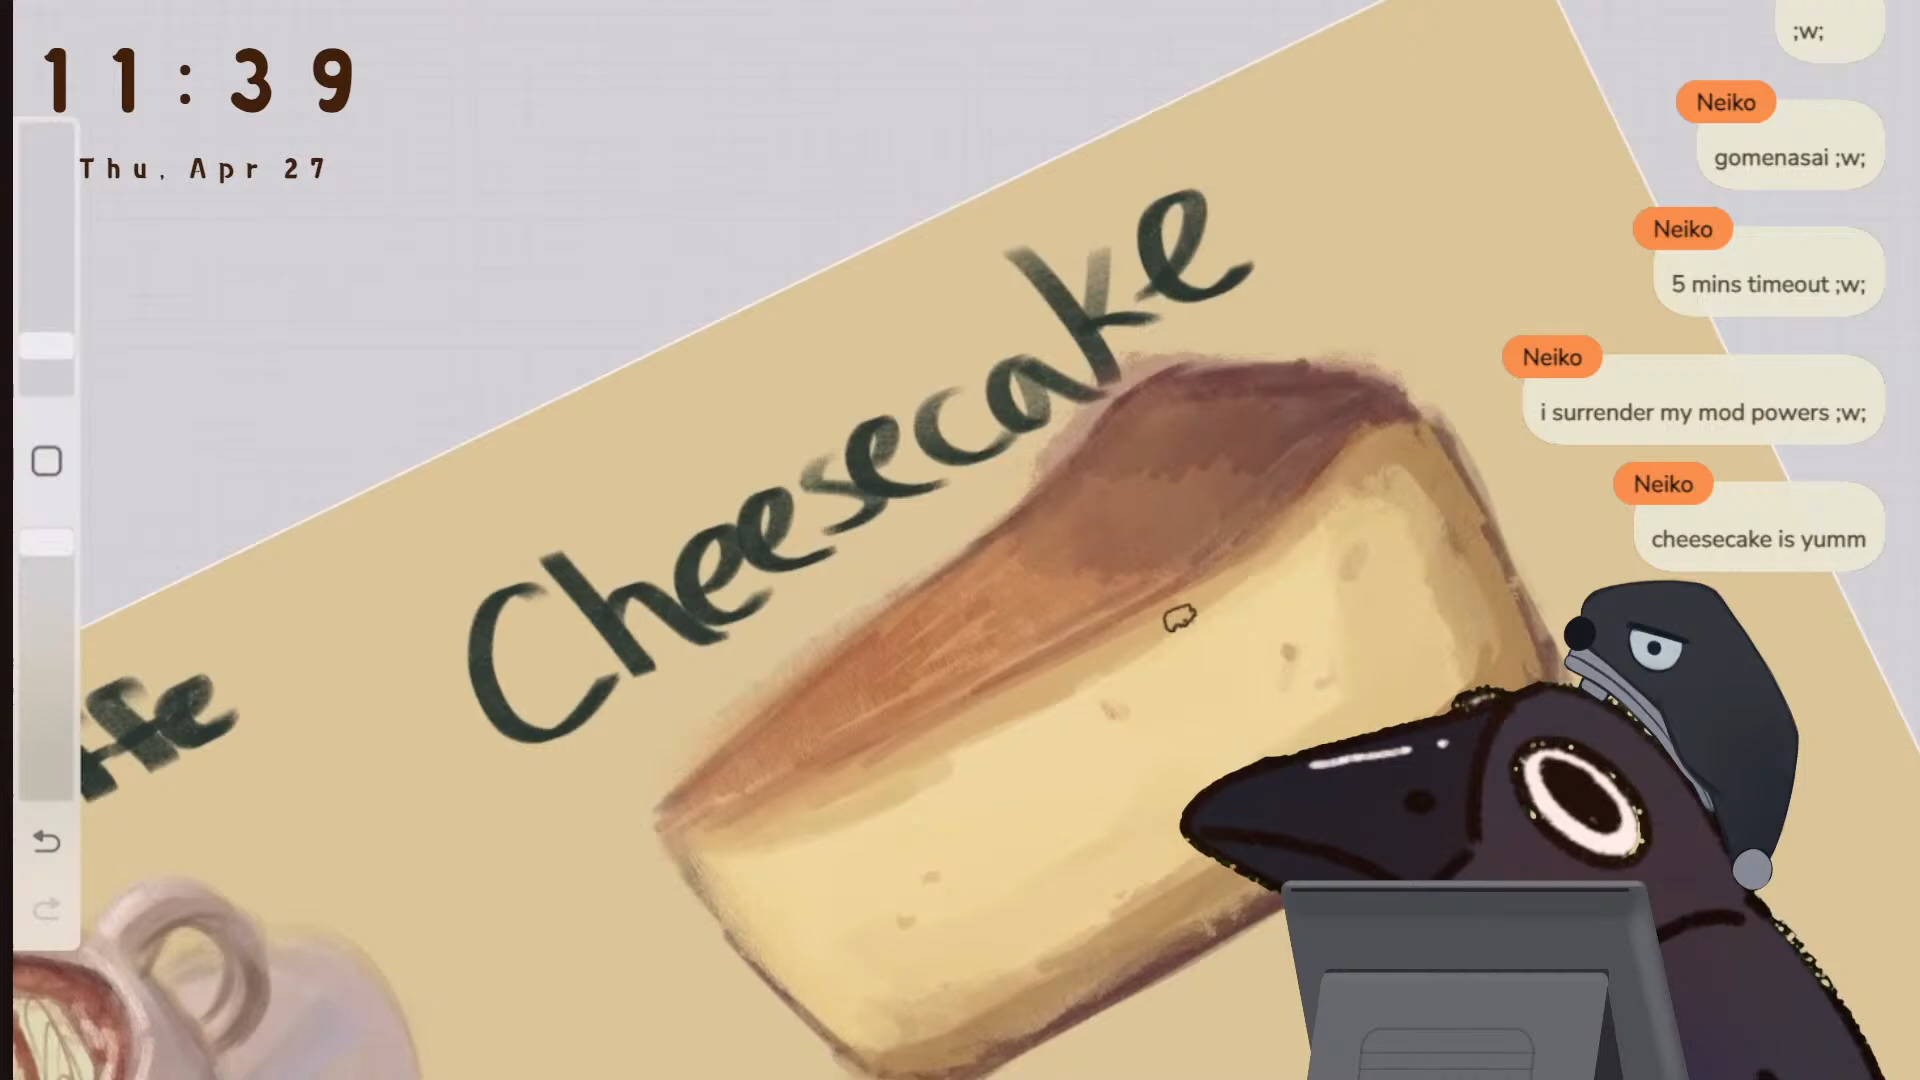 11:39
Thu, Apr 27
;w;
Neiko
gomenasai ;w;
Neiko
5 mins timeout ;w;
Neiko
i surrender my mod powers ;w;
Neiko
cheesecake is yumm
Cheesecake